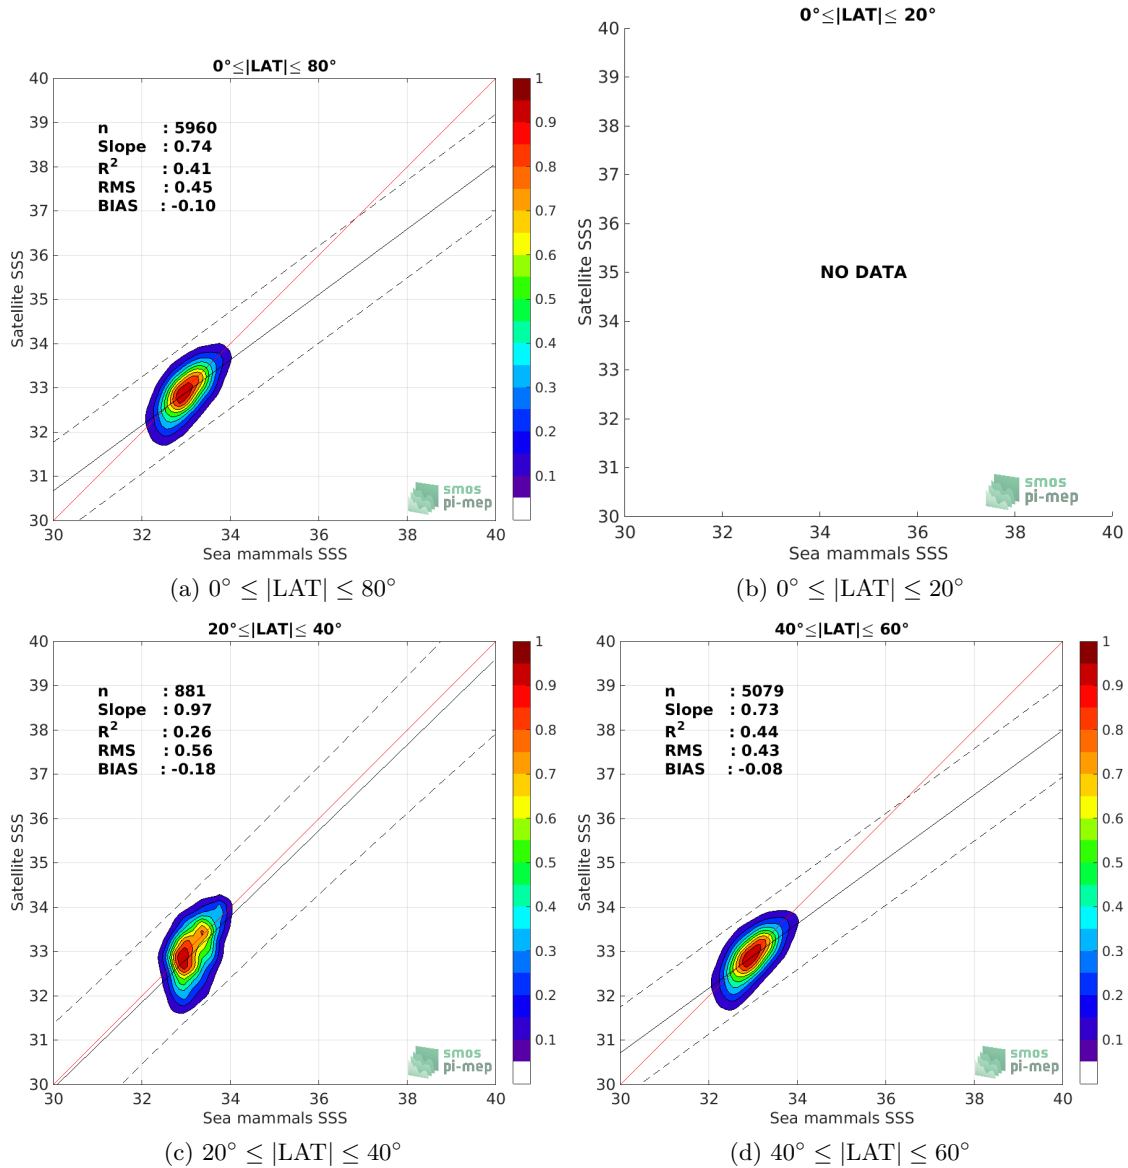 0°≤|LAT|≤ 80°
40
39
38
37
36
35
34
33
32
31
30
30
32
34
36
38
40
Satellite SSS
Sea mammals SSS
n : 5960
Slope : 0.74
R² : 0.41
RMS : 0.45
BIAS : -0.10
1
0.9
0.8
0.7
0.6
0.5
0.4
0.3
0.2
0.1
smos
pi-mep
(a) 0° ≤ |LAT| ≤ 80°
0°≤|LAT|≤ 20°
40
39
38
37
36
35
34
33
32
31
30
30
32
34
36
38
40
Satellite SSS
Sea mammals SSS
NO DATA
smos
pi-mep
(b) 0° ≤ |LAT| ≤ 20°
20°≤|LAT|≤ 40°
40
39
38
37
36
35
34
33
32
31
30
30
32
34
36
38
40
Satellite SSS
Sea mammals SSS
n : 881
Slope : 0.97
R² : 0.26
RMS : 0.56
BIAS : -0.18
1
0.9
0.8
0.7
0.6
0.5
0.4
0.3
0.2
0.1
smos
pi-mep
(c) 20° ≤ |LAT| ≤ 40°
40°≤|LAT|≤ 60°
40
39
38
37
36
35
34
33
32
31
30
30
32
34
36
38
40
Satellite SSS
Sea mammals SSS
n : 5079
Slope : 0.73
R² : 0.44
RMS : 0.43
BIAS : -0.08
1
0.9
0.8
0.7
0.6
0.5
0.4
0.3
0.2
0.1
smos
pi-mep
(d) 40° ≤ |LAT| ≤ 60°